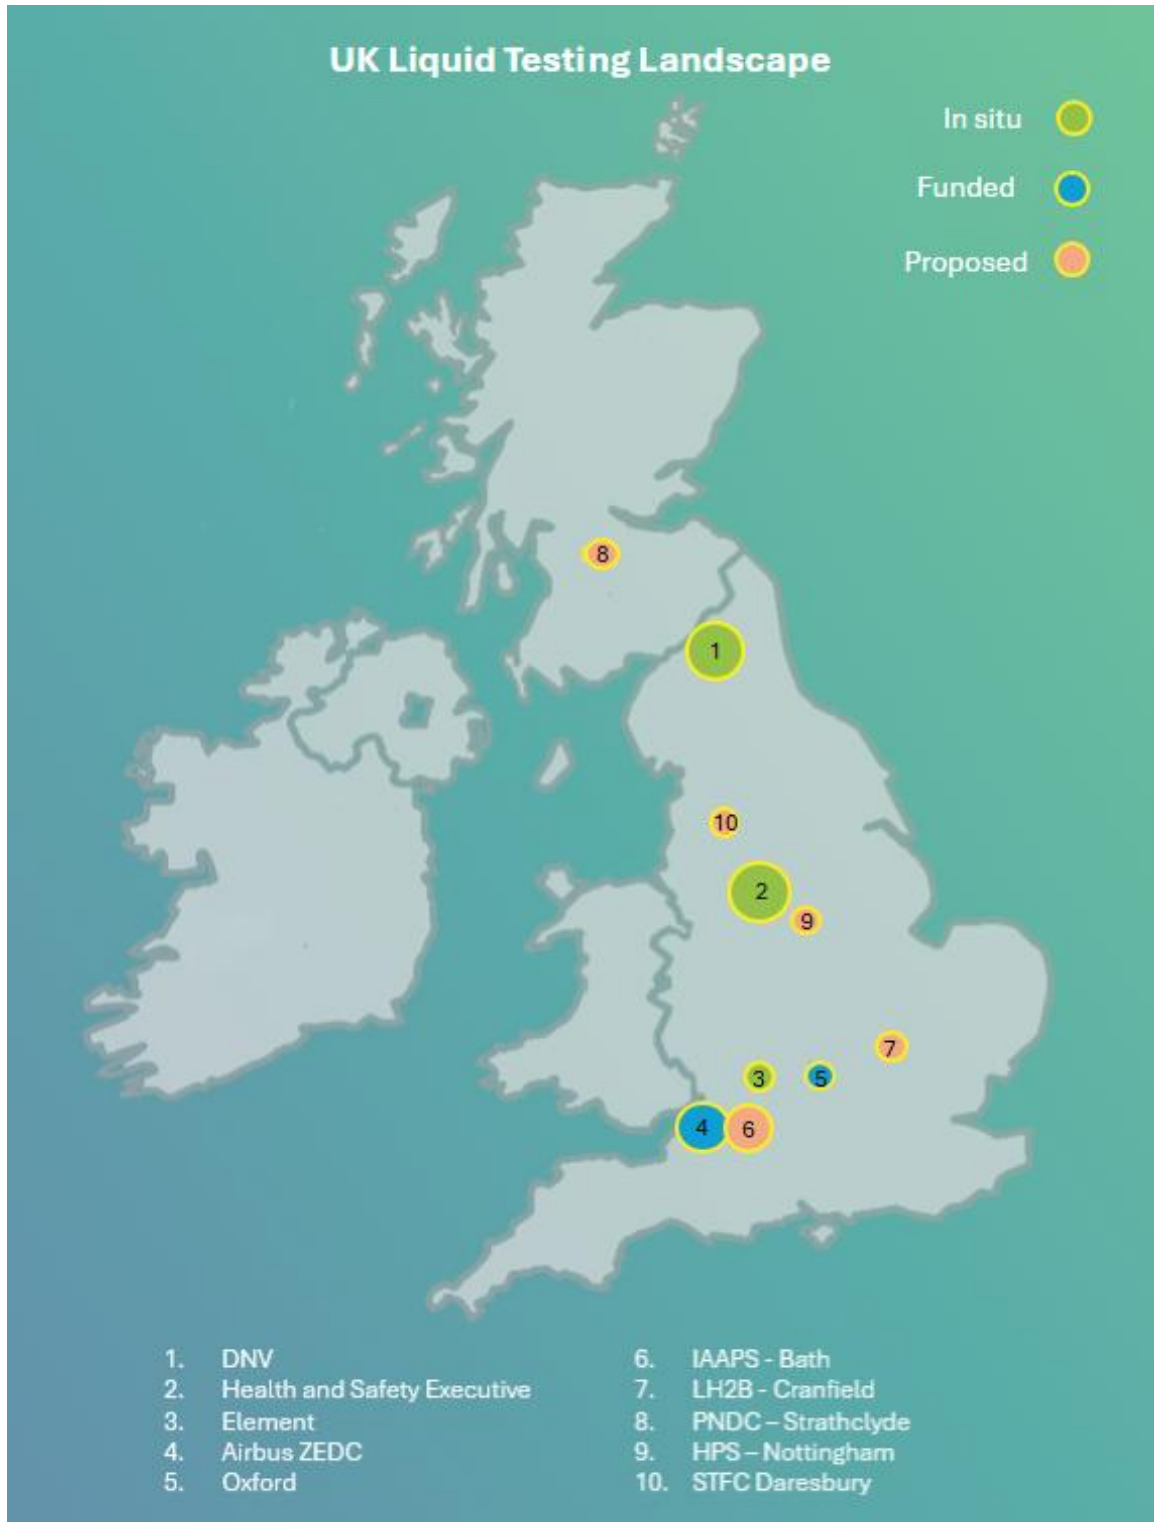 UK Liquid Testing Landscape
In situ
Funded
Proposed
8
1
10
2
9
7
3
5
4
6
1. DNV
2. Health and Safety Executive
3. Element
4. Airbus ZEDC
5. Oxford
6. IAAPS - Bath
7. LH2B - Cranfield
8. PNDC – Strathclyde
9. HPS – Nottingham
10. STFC Daresbury